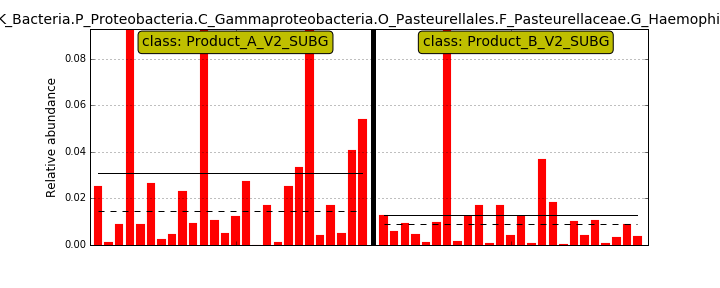 K_Bacteria.P_Proteobacteria.C_Gammaproteobacteria.O_Pasteurellales.F_Pasteurellaceae.G_Haemophi
class: Product_A_V2_SUBG
class: Product_B_V2_SUBG
Relative abundance
0.08
0.06
0.04
0.02
0.00